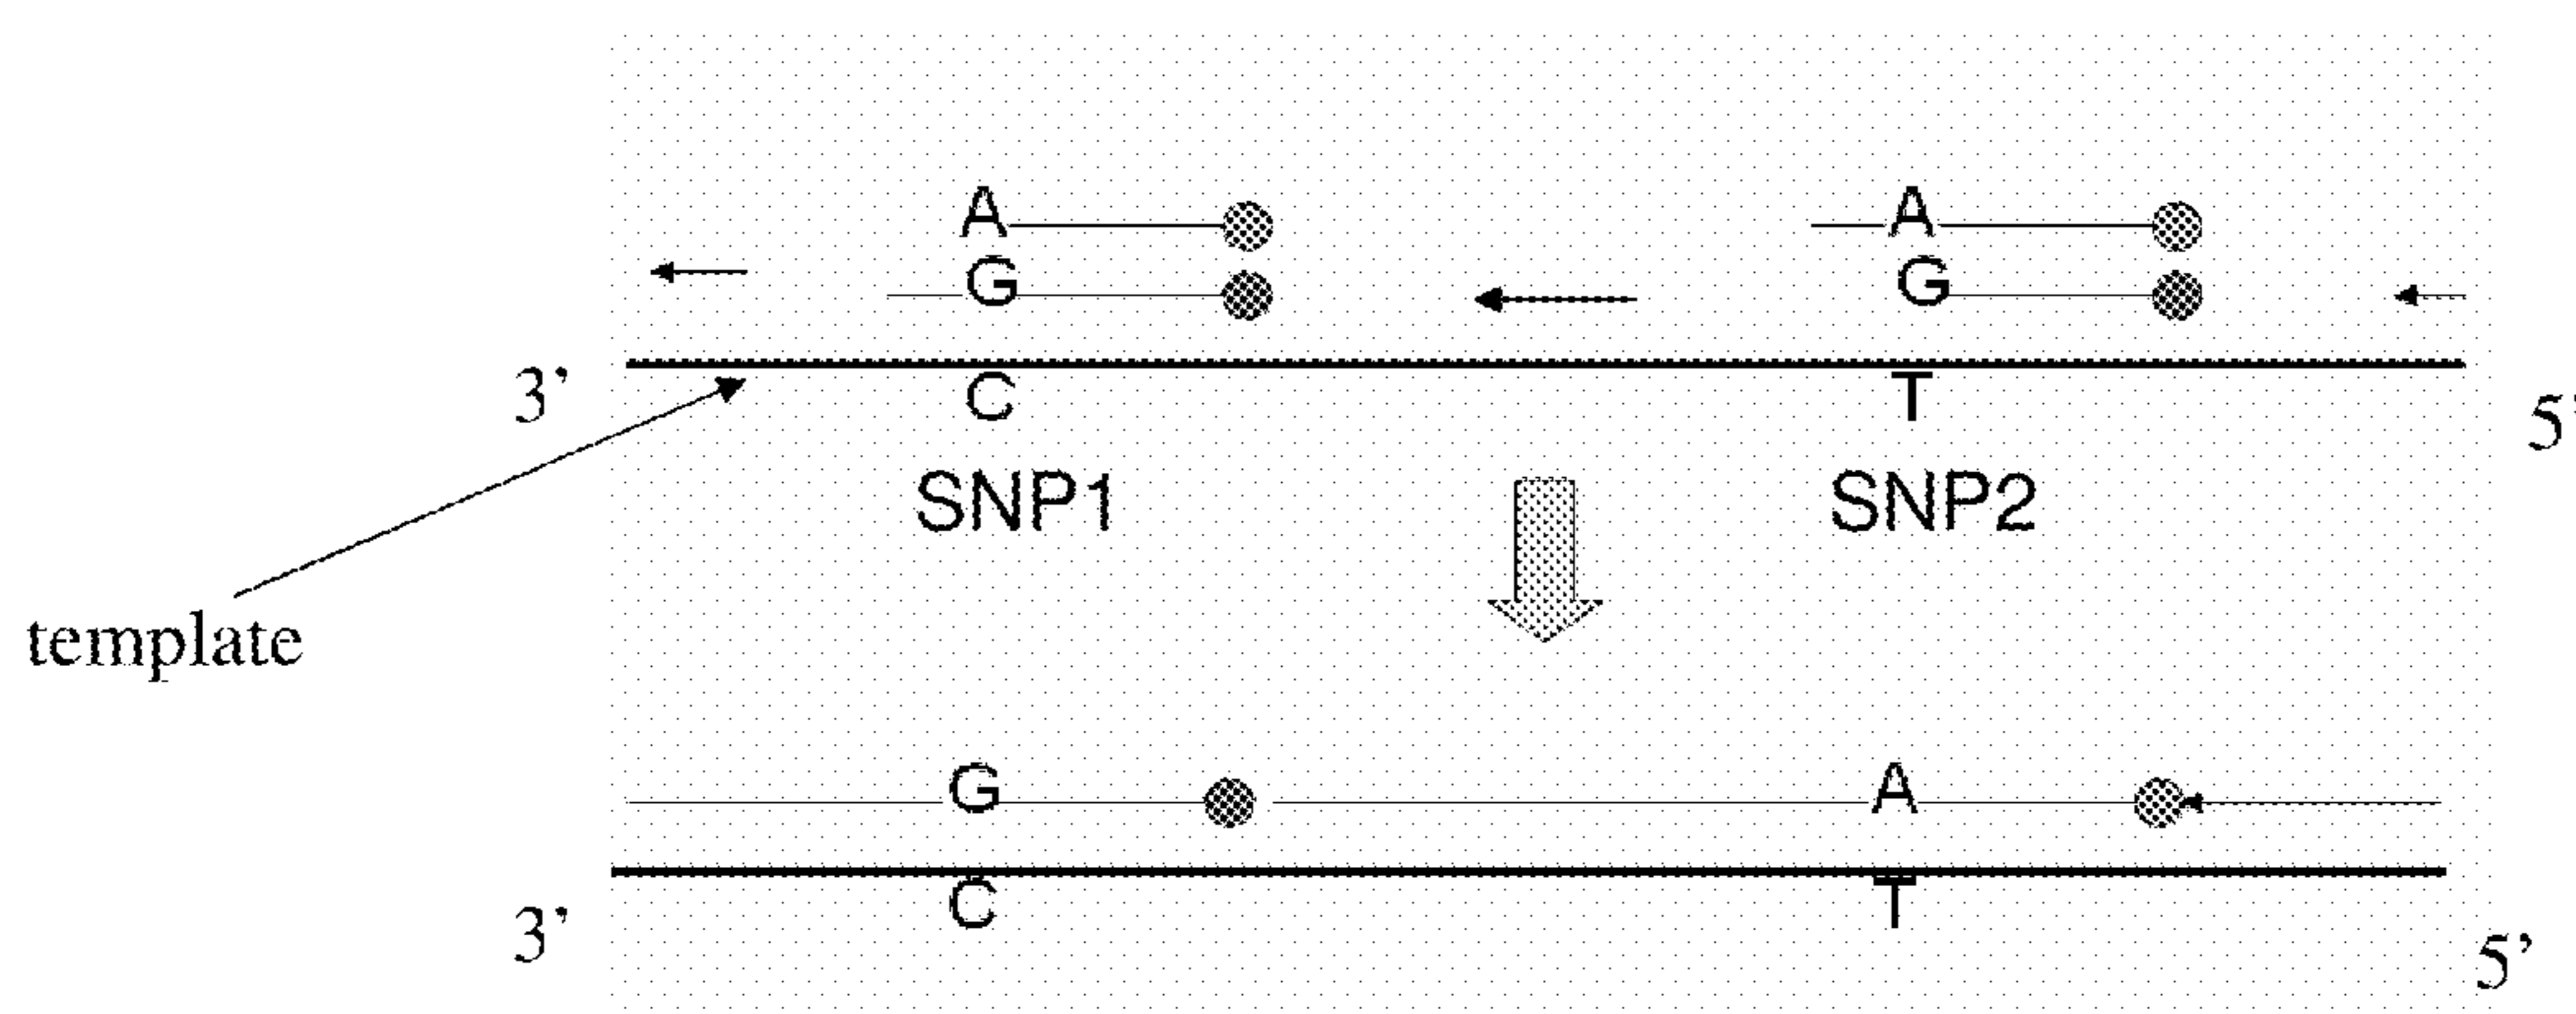 A A
G G
3’ C T 5’
SNP1 SNP2
template
G A
C T
3’ 5’